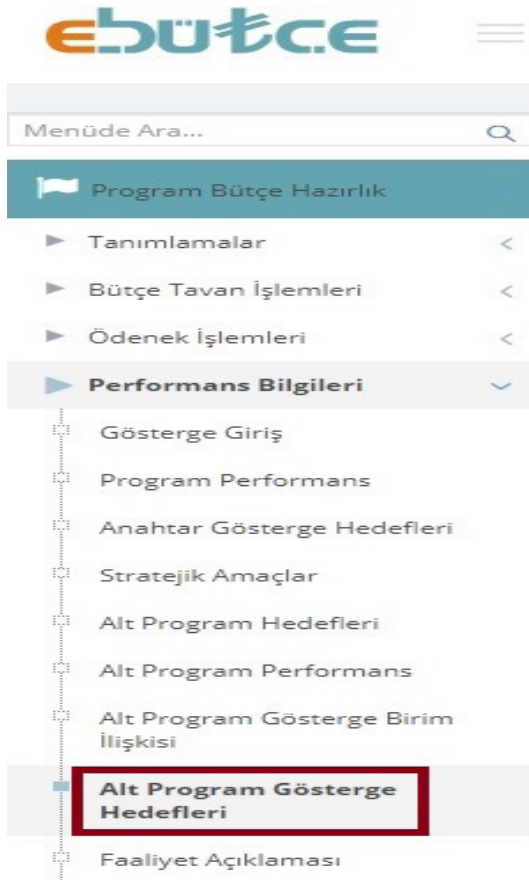 ebütçe
Menüde Ara...
Program Bütçe Hazırlık
Tanımlamalar
Bütçe Tavan İşlemleri
Ödenek İşlemleri
Performans Bilgileri
Gösterge Giriş
Program Performans
Anahtar Gösterge Hedefleri
Stratejik Amaçlar
Alt Program Hedefleri
Alt Program Performans
Alt Program Gösterge Birim
İlişkisi
Alt Program Gösterge
Hedefleri
Faaliyet Açıklaması